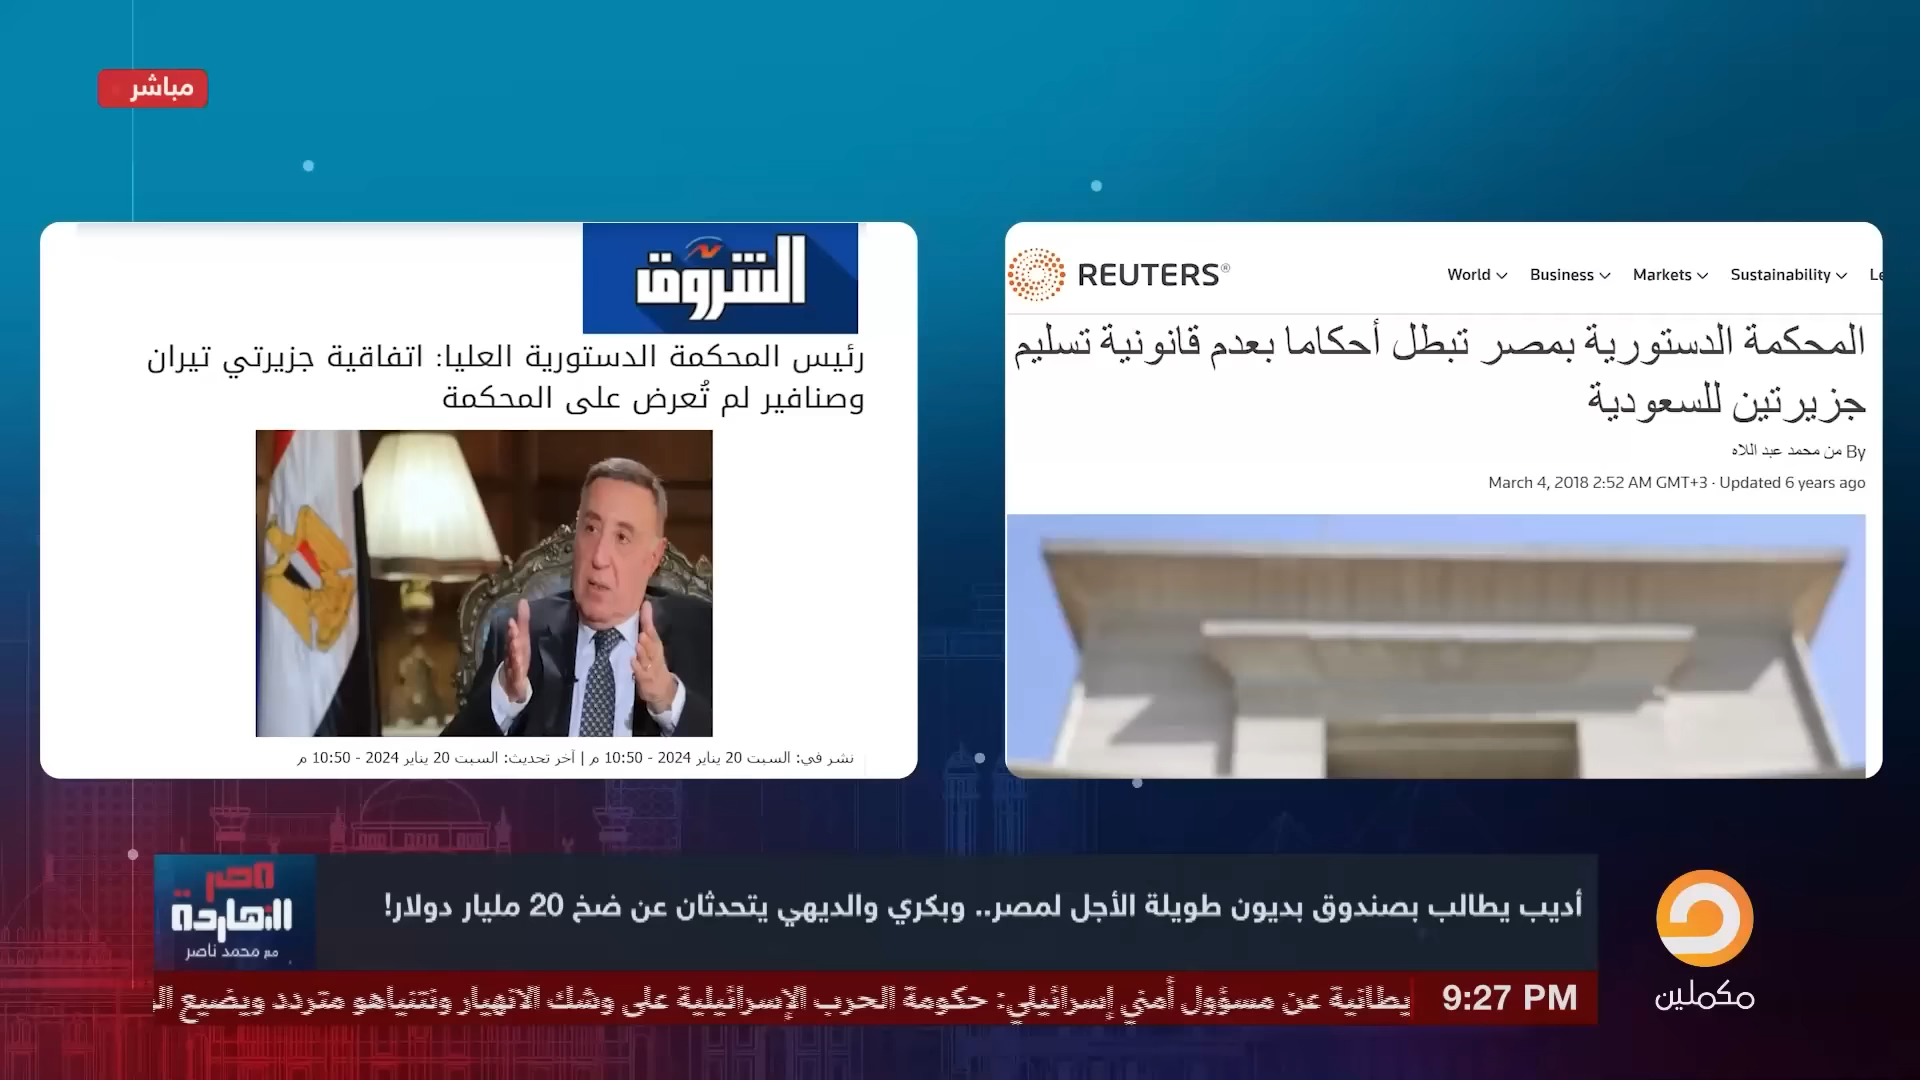 مباشر
الشروق
رئيس المحكمة الدستورية العليا: اتفاقية جزيرتي تيران
وصنافير لم تُعرض على المحكمة
نشر في: السبت 20 يناير 2024 - 10:50 م | آخر تحديث: السبت 20 يناير 2024 - 10:50 م
REUTERS®
World Business Markets Sustainability Le
المحكمة الدستورية بمصر تبطل أحكاما بعدم قانونية تسليم
جزيرتين للسعودية
By من محمد عبد اللاه
March 4, 2018 2:52 AM GMT+3 · Updated 6 years ago
مصر
النهاردة
مع محمد ناصر
أديب يطالب بصندوق بديون طويلة الأجل لمصر.. وبكري والديهي يتحدثان عن ضخ 20 مليار دولار!
يطانية عن مسؤول أمني إسرائيلي: حكومة الحرب الإسرائيلية على وشك الانهيار ونتنياهو متردد ويضيع ال
9:27 PM
مكملين